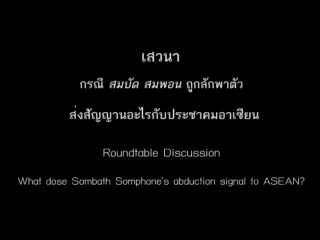 เสวนา
กรณี สมบัด สมพอน ถูกลักพาตัว
ส่งสัญญานอะไรกับประชาคมอาเซียน
Roundtable Discussion
What dose Sombath Somphone's abduction signal to ASEAN?